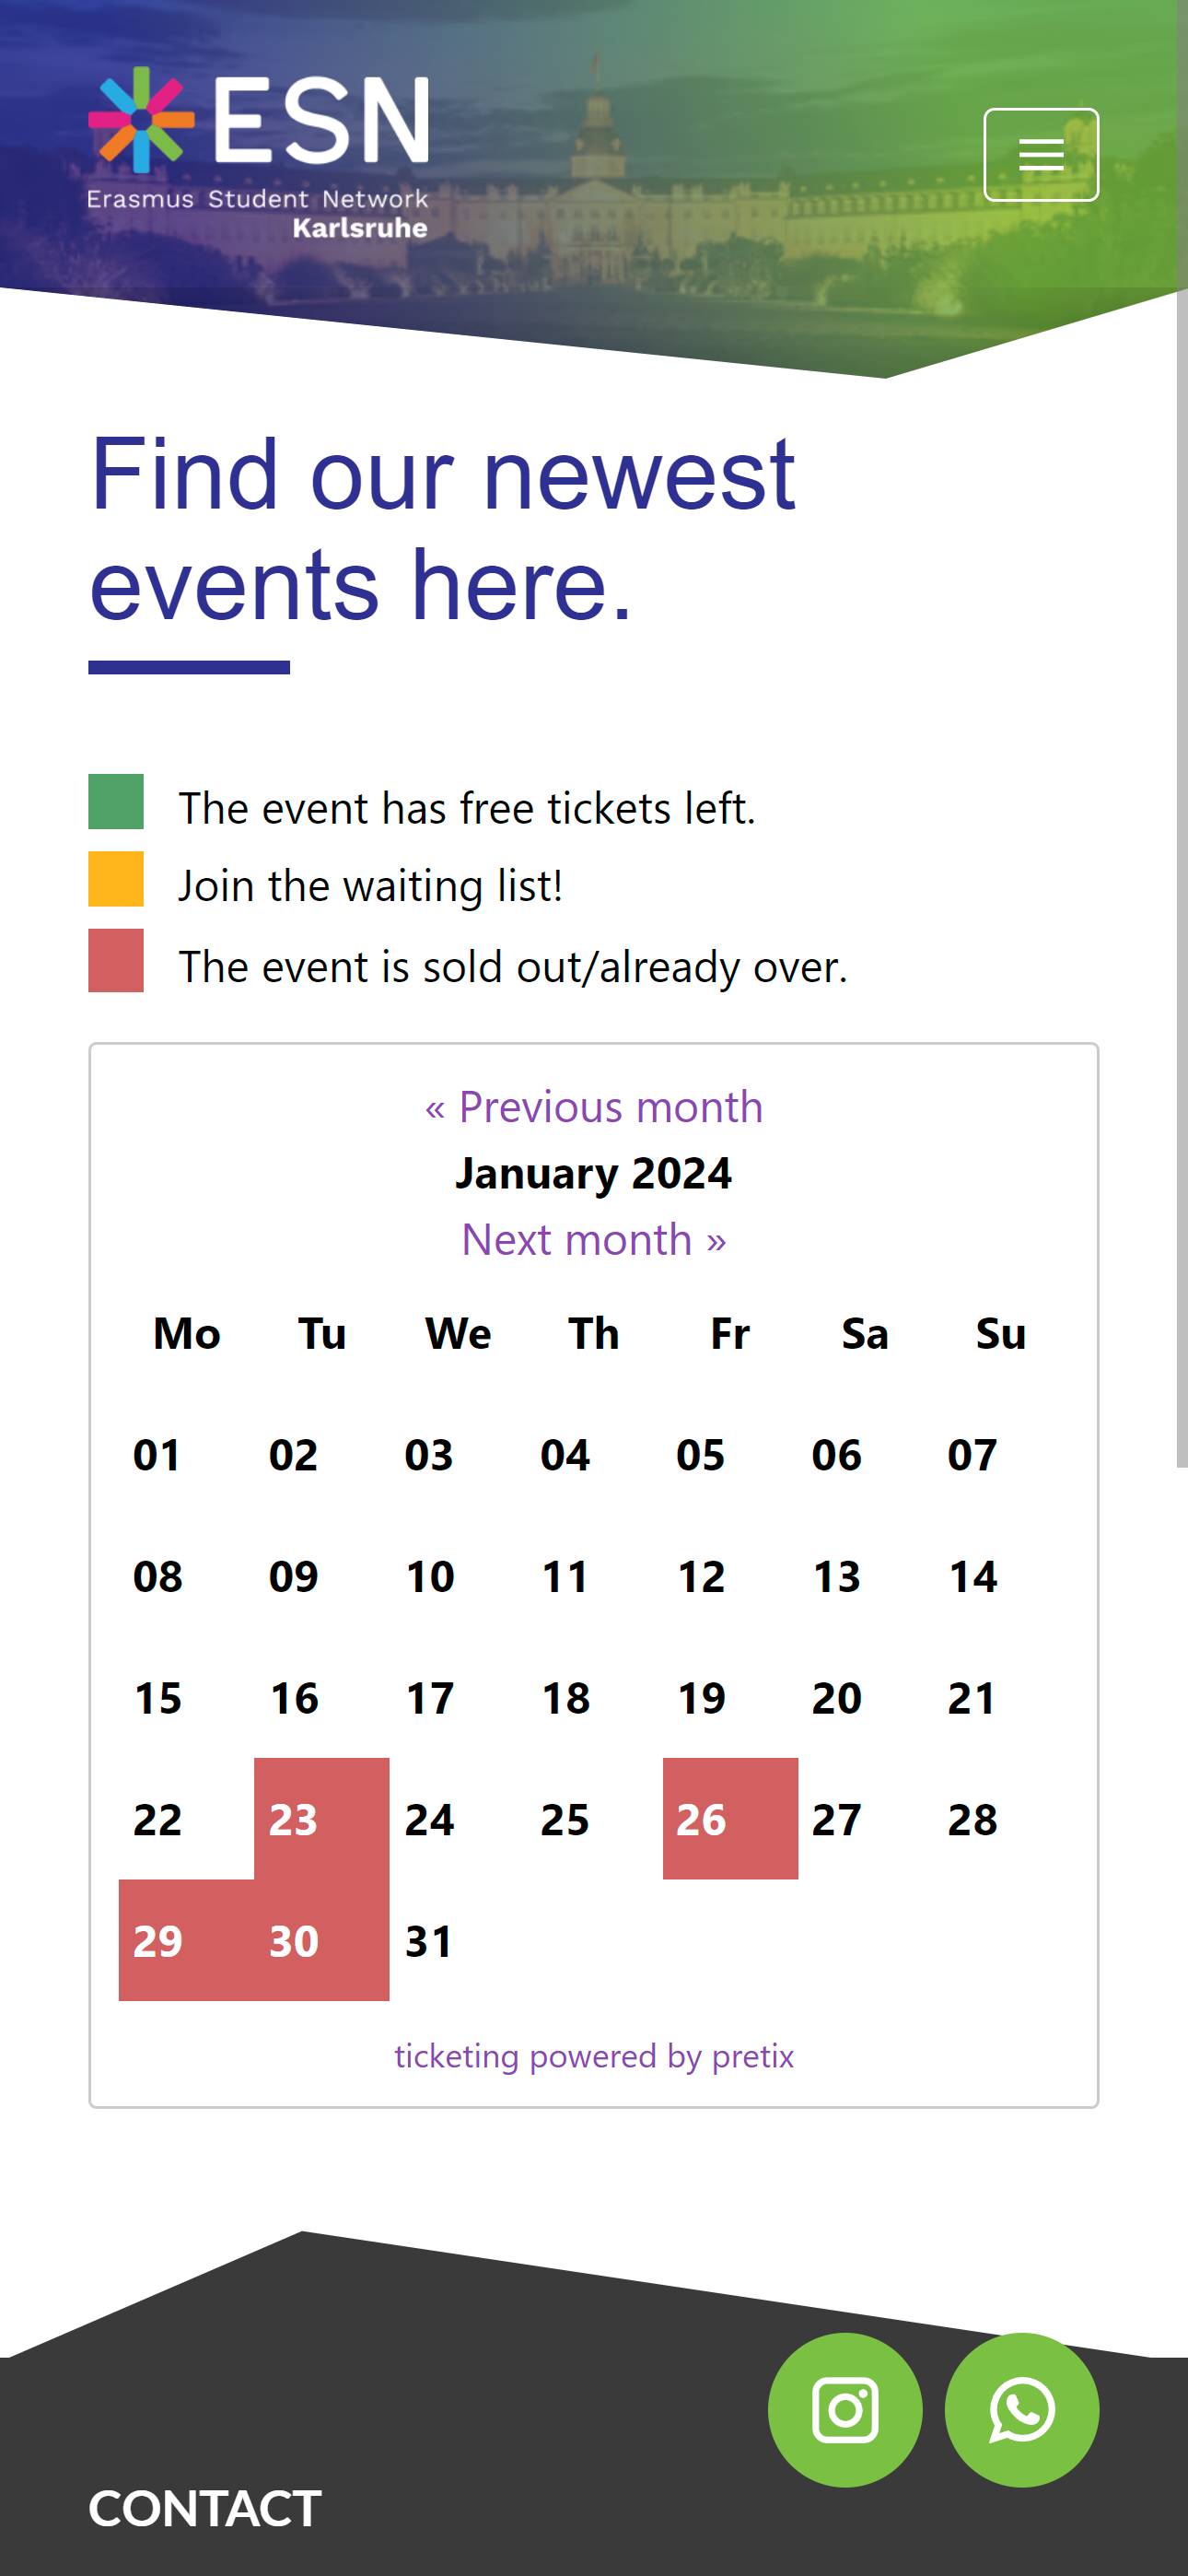 ESN
Erasmus Student Network
Karlsruhe
Find our newest
events here.
The event has free tickets left.
Join the waiting list!
The event is sold out/already over.
« Previous month
January 2024
Next month »
Mo Tu We Th Fr Sa Su
01 02 03 04 05 06 07
08 09 10 11 12 13 14
15 16 17 18 19 20 21
22 23 24 25 26 27 28
29 30 31
ticketing powered by pretix
CONTACT